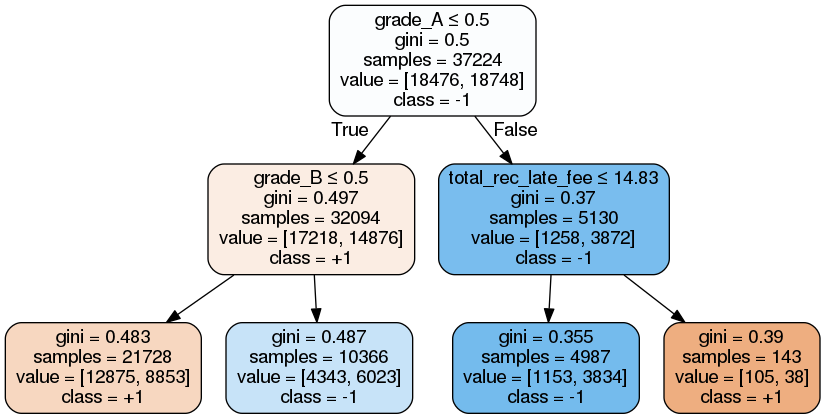 grade_A ≤ 0.5
gini = 0.5
samples = 37224
value = [18476, 18748]
class = -1
True
False
grade_B ≤ 0.5
gini = 0.497
samples = 32094
value = [17218, 14876]
class = +1
total_rec_late_fee ≤ 14.83
gini = 0.37
samples = 5130
value = [1258, 3872]
class = -1
gini = 0.483
samples = 21728
value = [12875, 8853]
class = +1
gini = 0.487
samples = 10366
value = [4343, 6023]
class = -1
gini = 0.355
samples = 4987
value = [1153, 3834]
class = -1
gini = 0.39
samples = 143
value = [105, 38]
class = +1